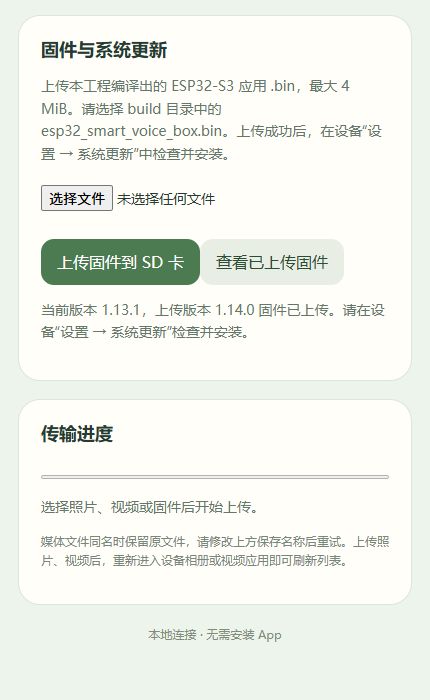 固件与系统更新
上传本工程编译出的 ESP32-S3 应用 .bin，最大 4
MiB。请选择 build 目录中的
esp32_smart_voice_box.bin。上传成功后，在设备“设
置 → 系统更新”中检查并安装。
选择文件 未选择任何文件
上传固件到 SD 卡 查看已上传固件
当前版本 1.13.1，上传版本 1.14.0 固件已上传。请在设
备“设置 → 系统更新”检查并安装。
传输进度
选择照片、视频或固件后开始上传。
媒体文件同名时保留原文件，请修改上方保存名称后重试。上传照
片、视频后，重新进入设备相册或视频应用即可刷新列表。
本地连接 · 无需安装 App